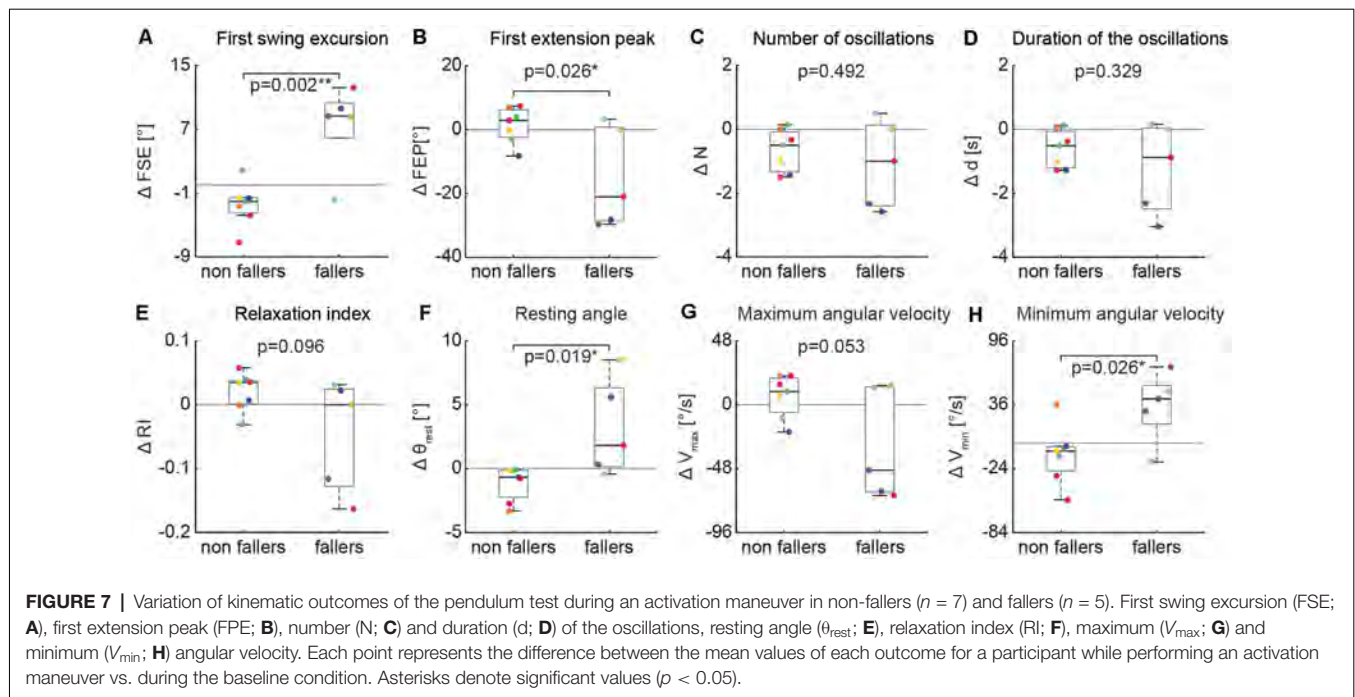 A First swing excursion
15
7
-1
-9
Δ FSE [°]
p=0.002**
non fallers fallers
B First extension peak
20
0
-20
-40
Δ FEP[°]
p=0.026*
non fallers fallers
C Number of oscillations
2
0
-2
-4
Δ N
p=0.492
non fallers fallers
D Duration of the oscillations
2
0
-2
-4
Δ d [s]
p=0.329
non fallers fallers
E Relaxation index
0.1
0
-0.1
-0.2
Δ RI
p=0.096
non fallers fallers
F Resting angle
10
5
0
-5
Δ θrest [°]
p=0.019*
non fallers fallers
G Maximum angular velocity
48
0
-48
-96
Δ Vmax [°/s]
p=0.053
non fallers fallers
H Minimum angular velocity
96
36
-24
-84
Δ Vmin [°/s]
p=0.026*
non fallers fallers
FIGURE 7 | Variation of kinematic outcomes of the pendulum test during an activation maneuver in non-fallers (n = 7) and fallers (n = 5). First swing excursion (FSE;
A), first extension peak (FPE; B), number (N; C) and duration (d; D) of the oscillations, resting angle (θrest; E), relaxation index (RI; F), maximum (Vmax; G) and
minimum (Vmin; H) angular velocity. Each point represents the difference between the mean values of each outcome for a participant while performing an activation
maneuver vs. during the baseline condition. Asterisks denote significant values (p < 0.05).